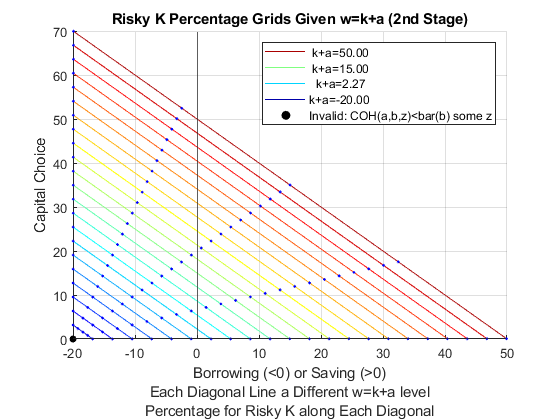 Risky K Percentage Grids Given w=k+a (2nd Stage)
70
60
50
40
30
20
10
0
Capital Choice
k+a=50.00
k+a=15.00
k+a=2.27
k+a=-20.00
Invalid: COH(a,b,z)<bar(b) some z
-20 -10 0 10 20 30 40 50
Borrowing (<0) or Saving (>0)
Each Diagonal Line a Different w=k+a level
Percentage for Risky K along Each Diagonal